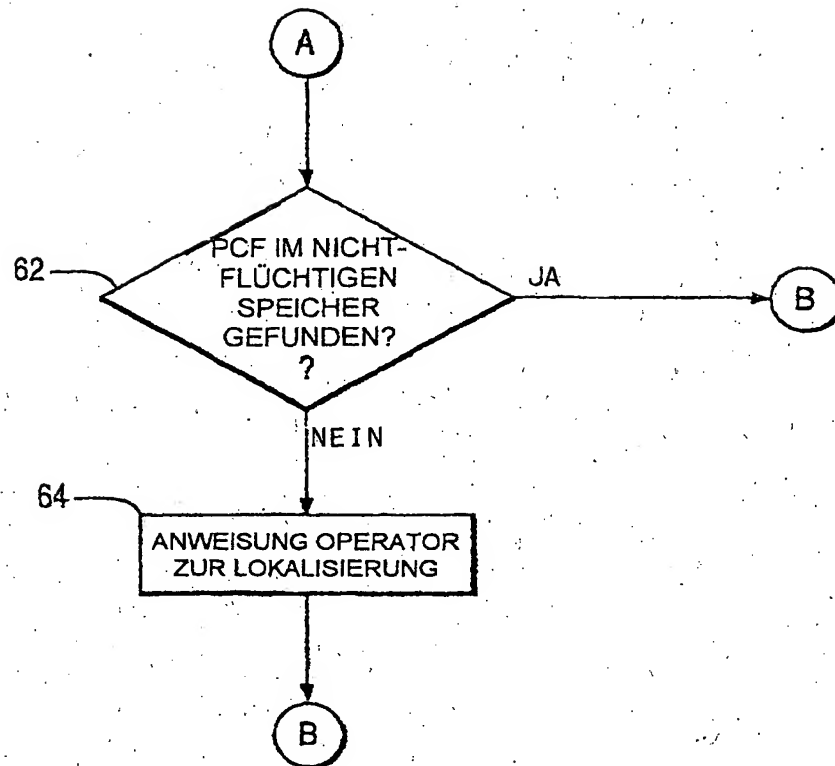 A
62
PCF IM NICHT-
FLÜCHTIGEN
SPEICHER
GEFUNDEN?
?
JA
B
NEIN
64
ANWEISUNG OPERATOR
ZUR LOKALISIERUNG
B